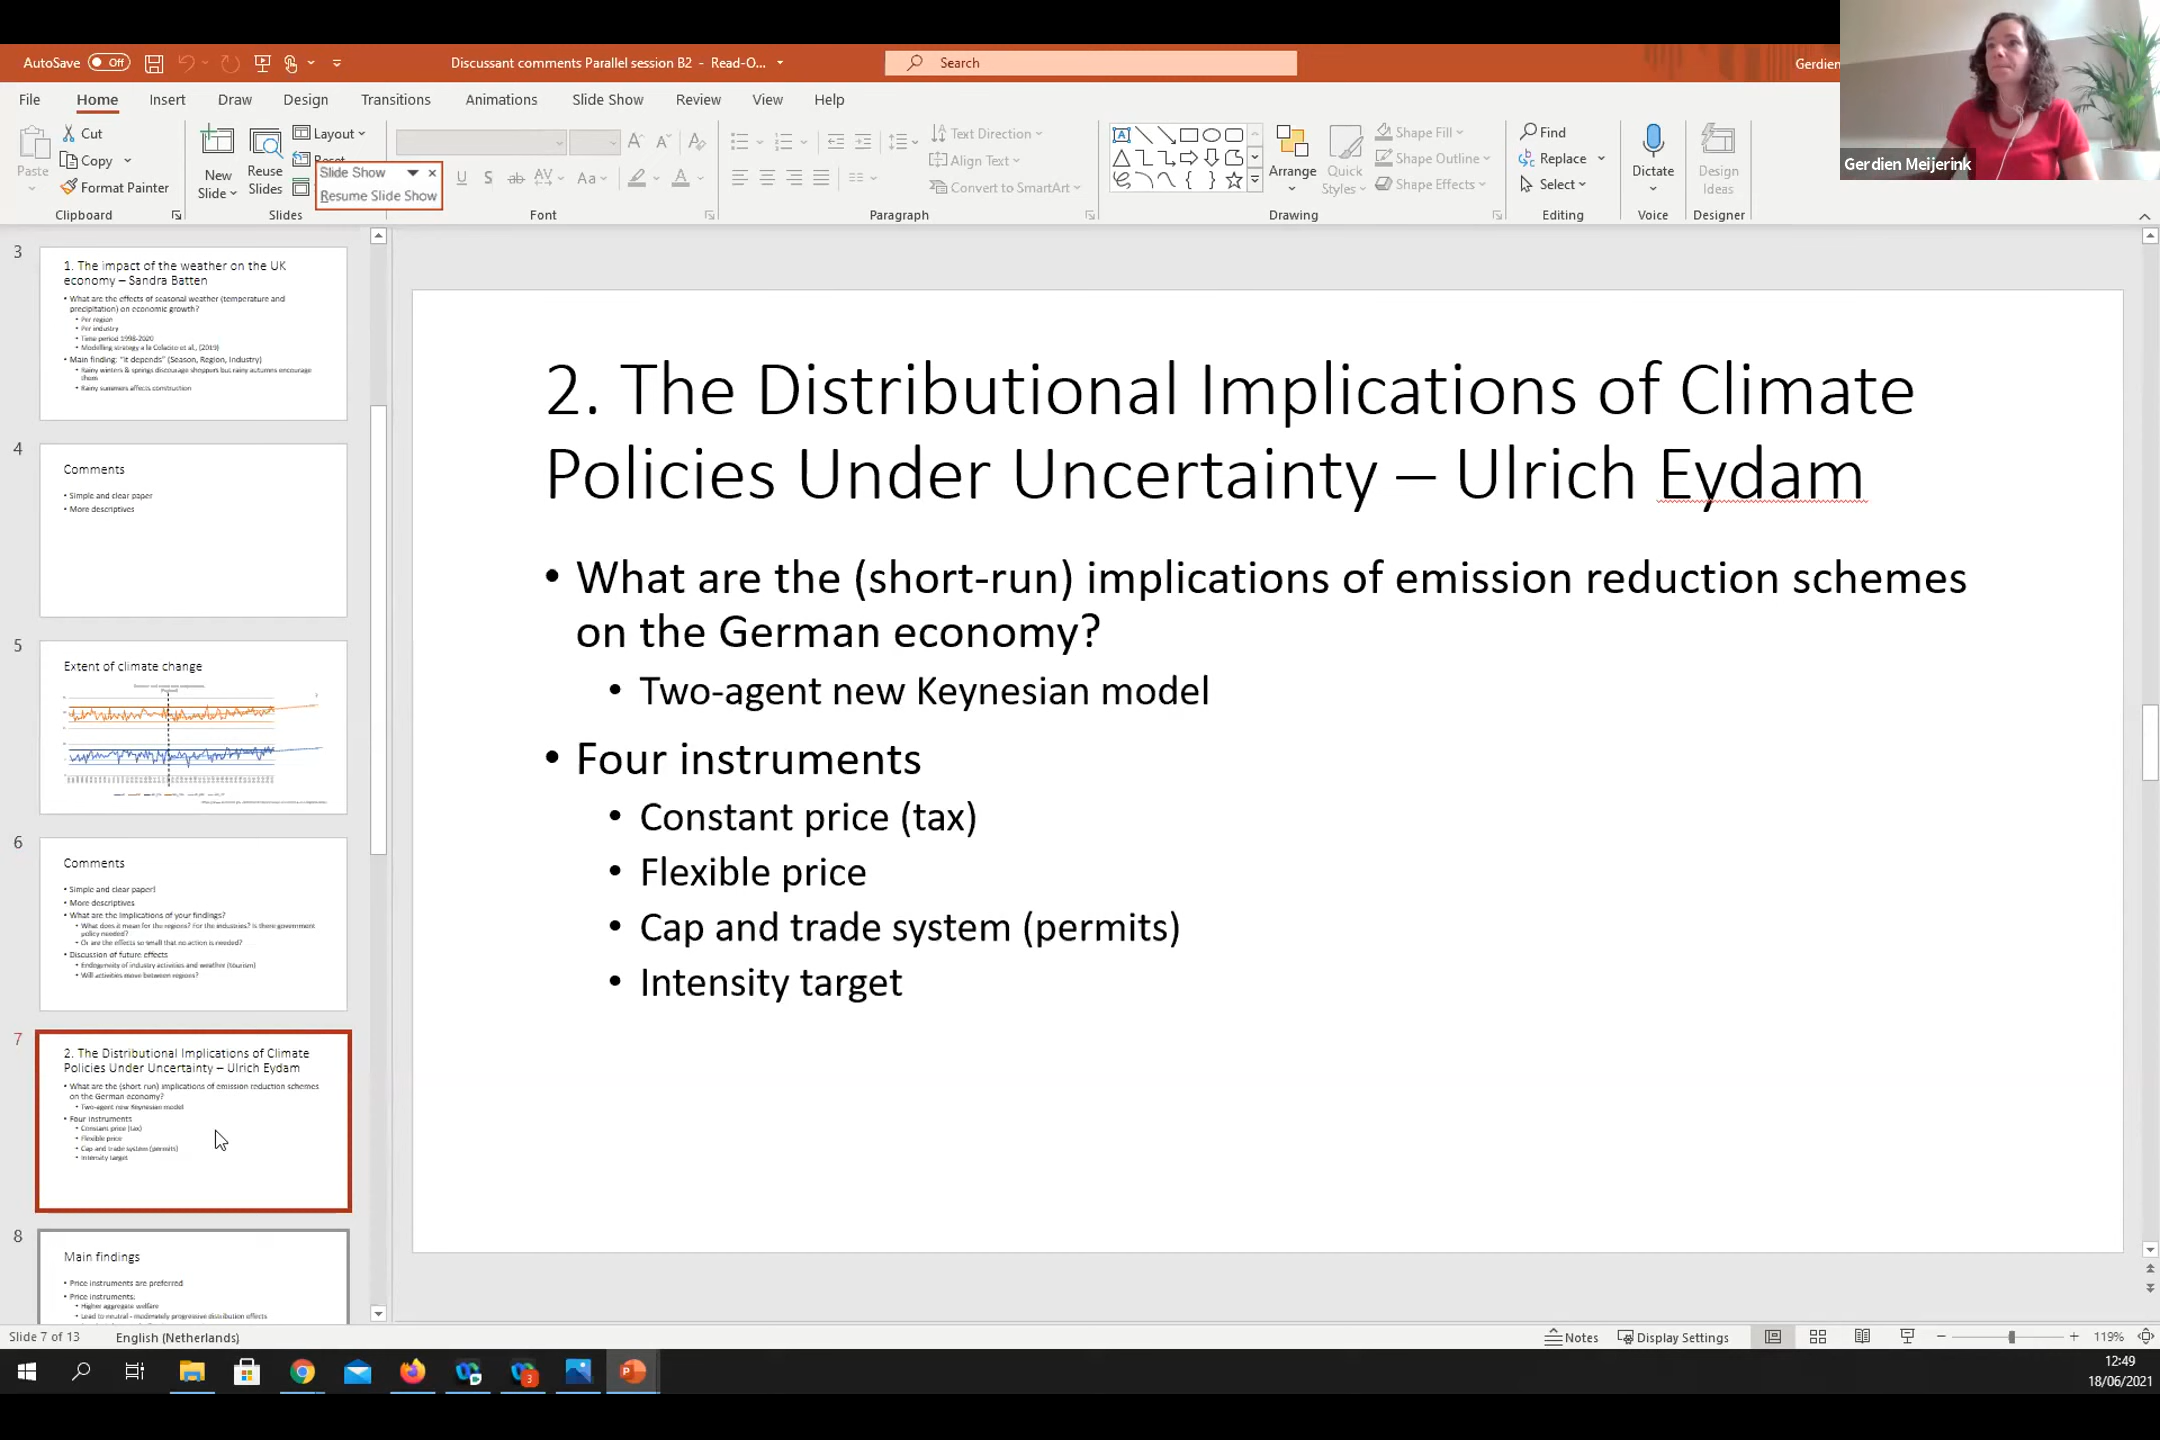 AutoSave Off
Discussant comments Parallel session B2 - Read-O...
Search
Gerdien
Gerdien Meijerink
File Home Insert Draw Design Transitions Animations Slide Show Review View Help
Paste
Cut
Copy
Format Painter
Clipboard
New Slide
Reuse Slides
Layout
Reset
Slides
Slide Show
Resume Slide Show
Font
Text Direction
Align Text
Convert to SmartArt
Paragraph
Arrange
Quick Styles
Shape Fill
Shape Outline
Shape Effects
Drawing
Find
Replace
Select
Editing
Dictate
Voice
Design Ideas
Designer
3
1. The impact of the weather on the UK
economy – Sandra Batten
• What are the effects of seasonal weather (temperature and
precipitation) on economic growth?
• Per region
• Per industry
• Time period 1998-2020
• Modelling strategy a la Colacito et al., (2019)
• Main finding: "it depends" (Season, Region, Industry)
• Rainy winters & springs discourage shoppers but rainy autumns encourage
them
• Rainy summers affects construction
4
Comments
• Simple and clear paper
• More descriptives
5
Extent of climate change
6
Comments
• Simple and clear paper!
• More descriptives
• What are the implications of your findings?
• What does it mean for the regions? For the industries? Is there government
policy needed?
• Or are the effects so small that no action is needed?
• Discussion of future effects
• Endogeneity of industry activities and weather (tourism)
• Will activities move between regions?
7
2. The Distributional Implications of Climate
Policies Under Uncertainty – Ulrich Eydam
• What are the (short run) implications of emission reduction schemes
on the German economy?
• Two-agent new Keynesian model
• Four instruments
• Constant price (tax)
• Flexible price
• Cap and trade system (permits)
• Intensity target
8
Main findings
• Price instruments are preferred
• Price instruments:
• Higher aggregate welfare
• Lead to neutral - moderately progressive distribution effects
2. The Distributional Implications of Climate
Policies Under Uncertainty – Ulrich Eydam
• What are the (short-run) implications of emission reduction schemes
on the German economy?
• Two-agent new Keynesian model
• Four instruments
• Constant price (tax)
• Flexible price
• Cap and trade system (permits)
• Intensity target
Slide 7 of 13 English (Netherlands)
Notes Display Settings 119%
12:49
18/06/2021